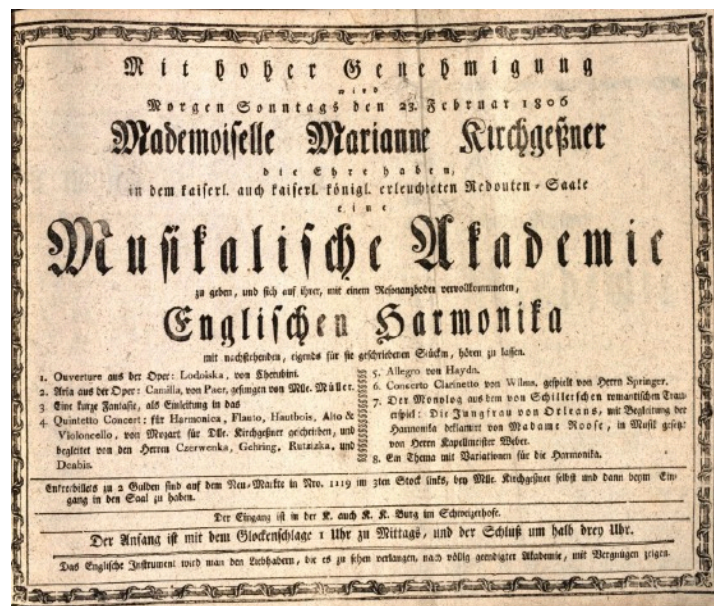 Mit hoher Genehmigung
wird
Morgen Sonntags den 23. Februar 1806
Mademoiselle Marianne Kirchgeßner
die Ehre haben,
in dem kaiserl. auch kaiserl. königl. erleuchteten Redouten-Saale
eine
Musikalische Akademie
zu geben, und sich auf ihrer, mit einem Resonanzboden vervollkommneten,
Englischen Harmonika
mit nachstehenden, eigends für sie geschriebenen Stücken, hören zu lassen.
1. Ouverture aus der Oper: Lodoiska, von Cherubini.
2. Aria aus der Oper: Camilla, von Paer, gesungen von Mlle. Müller.
3 Eine kurze Fantasie, als Einleitung in das
4. Quintetto Concert: für Harmonica, Flauto, Hautbois, Alto &
Violoncello, von Mozart für Dlle. Kirchgeßner geschrieben, und
begleitet von den Herren Czerwenka, Gehring, Rutzizka, und
Deabis.
5. Allegro von Haydn.
6. Concerto Clarinetto von Wilms, gespielt von Herrn Springer.
7. Der Monolog aus dem von Schillerschen romantischen Trau-
erspiel: Die Jungfrau von Orleans, mit Begleitung der
Harmonika deklamirt von Madame Roose, in Musik gesetzt
von Herrn Kapellmeister Weber.
8. Ein Thema mit Variationen für die Harmonika.
Entreebillets zu 2 Gulden sind auf dem Neu-Markte in Nro. 1119 im 3ten Stock links, bey Mlle. Kirchgeßner selbst und dann beym Ein-
gang in den Saal zu haben.
Der Eingang ist in der K. auch K. K. Burg im Schweizerhofe.
Der Anfang ist mit dem Glockenschlage 1 Uhr zu Mittags, und der Schluß um halb drey Uhr.
Das Englische Instrument wird man den Liebhabern, die es zu sehen verlangen, nach völlig geendigter Akademie, mit Vergnügen zeigen.